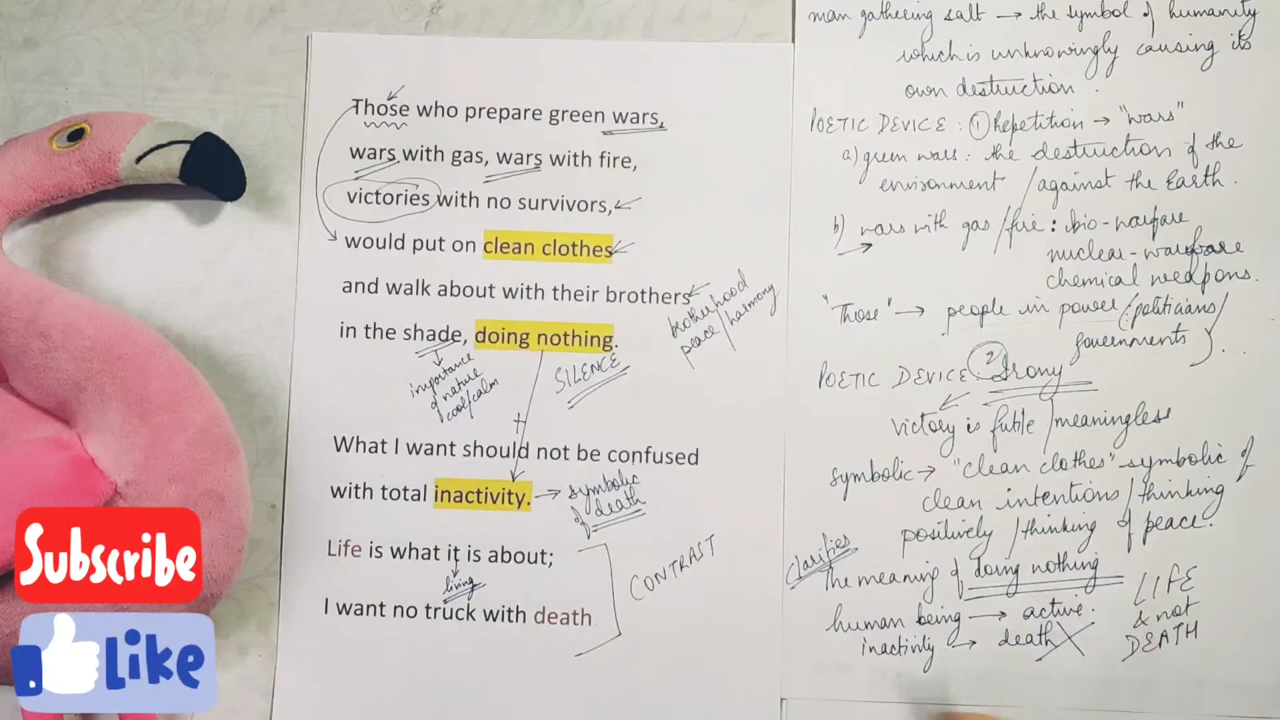 Those who prepare green wars,
wars with gas, wars with fire,
victories with no survivors,
would put on clean clothes
and walk about with their brothers
brotherhood
peace/harmony
in the shade, doing nothing.
importance
of nature
cool/calm
SILENCE
What I want should not be confused
with total inactivity. → symbolic
of death
Life is what it is about;
living
I want no truck with death
CONTRAST
man gathering salt → the symbol of humanity
which is unknowingly causing its
own destruction.
POETIC DEVICE: ① Repetition → "wars"
a) green wars: the destruction of the
environment / against the Earth.
b) wars with gas/fire: bio-warfare
nuclear-warfare
chemical weapons.
"Those" → people in power (politicians/
governments) ...
POETIC DEVICE: ② Irony
victory is futile/meaningless
symbolic → "clean clothes" symbolic of
clean intentions/thinking
positively/thinking of peace.
Clarifies
the meaning of doing nothing
human being → active.
inactivity → death
LIFE
& not
DEATH
Subscribe
Like